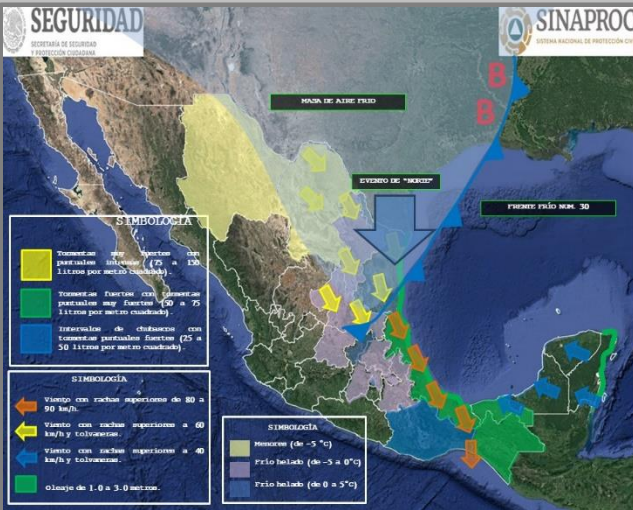 SEGURIDAD
SECRETARÍA DE SEGURIDAD
Y PROTECCIÓN CIUDADANA
SINAPROC
SISTEMA NACIONAL DE PROTECCIÓN CIV
B
B
MASA DE AIRE FRIO
EVENTO DE "NORTE"
FRENTE FRÍO NUM. 30
SIMBOLOGÍA
Tormentas muy fuertes con
puntuales intensas (75 a 150
litros por metro cuadrado).
Tormentas fuertes con tormentas
puntuales muy fuertes (50 a 75
litros por metro cuadrado).
Intervalos de chubascos con
tormentas puntuales fuertes (25 a
50 litros por metro cuadrado).
SIMBOLOGÍA
Viento con rachas superiores de 80 a
90 km/h.
Viento con rachas superiores a 60
km/h y tolvaneras.
Viento con rachas superiores a 40
km/h y tolvaneras.
Oleaje de 1.0 a 3.0 metros.
SIMBOLOGÍA
Menores (de -5 °C)
Frío helado (de -5 a 0°C)
Frío helado (de 0 a 5°C)